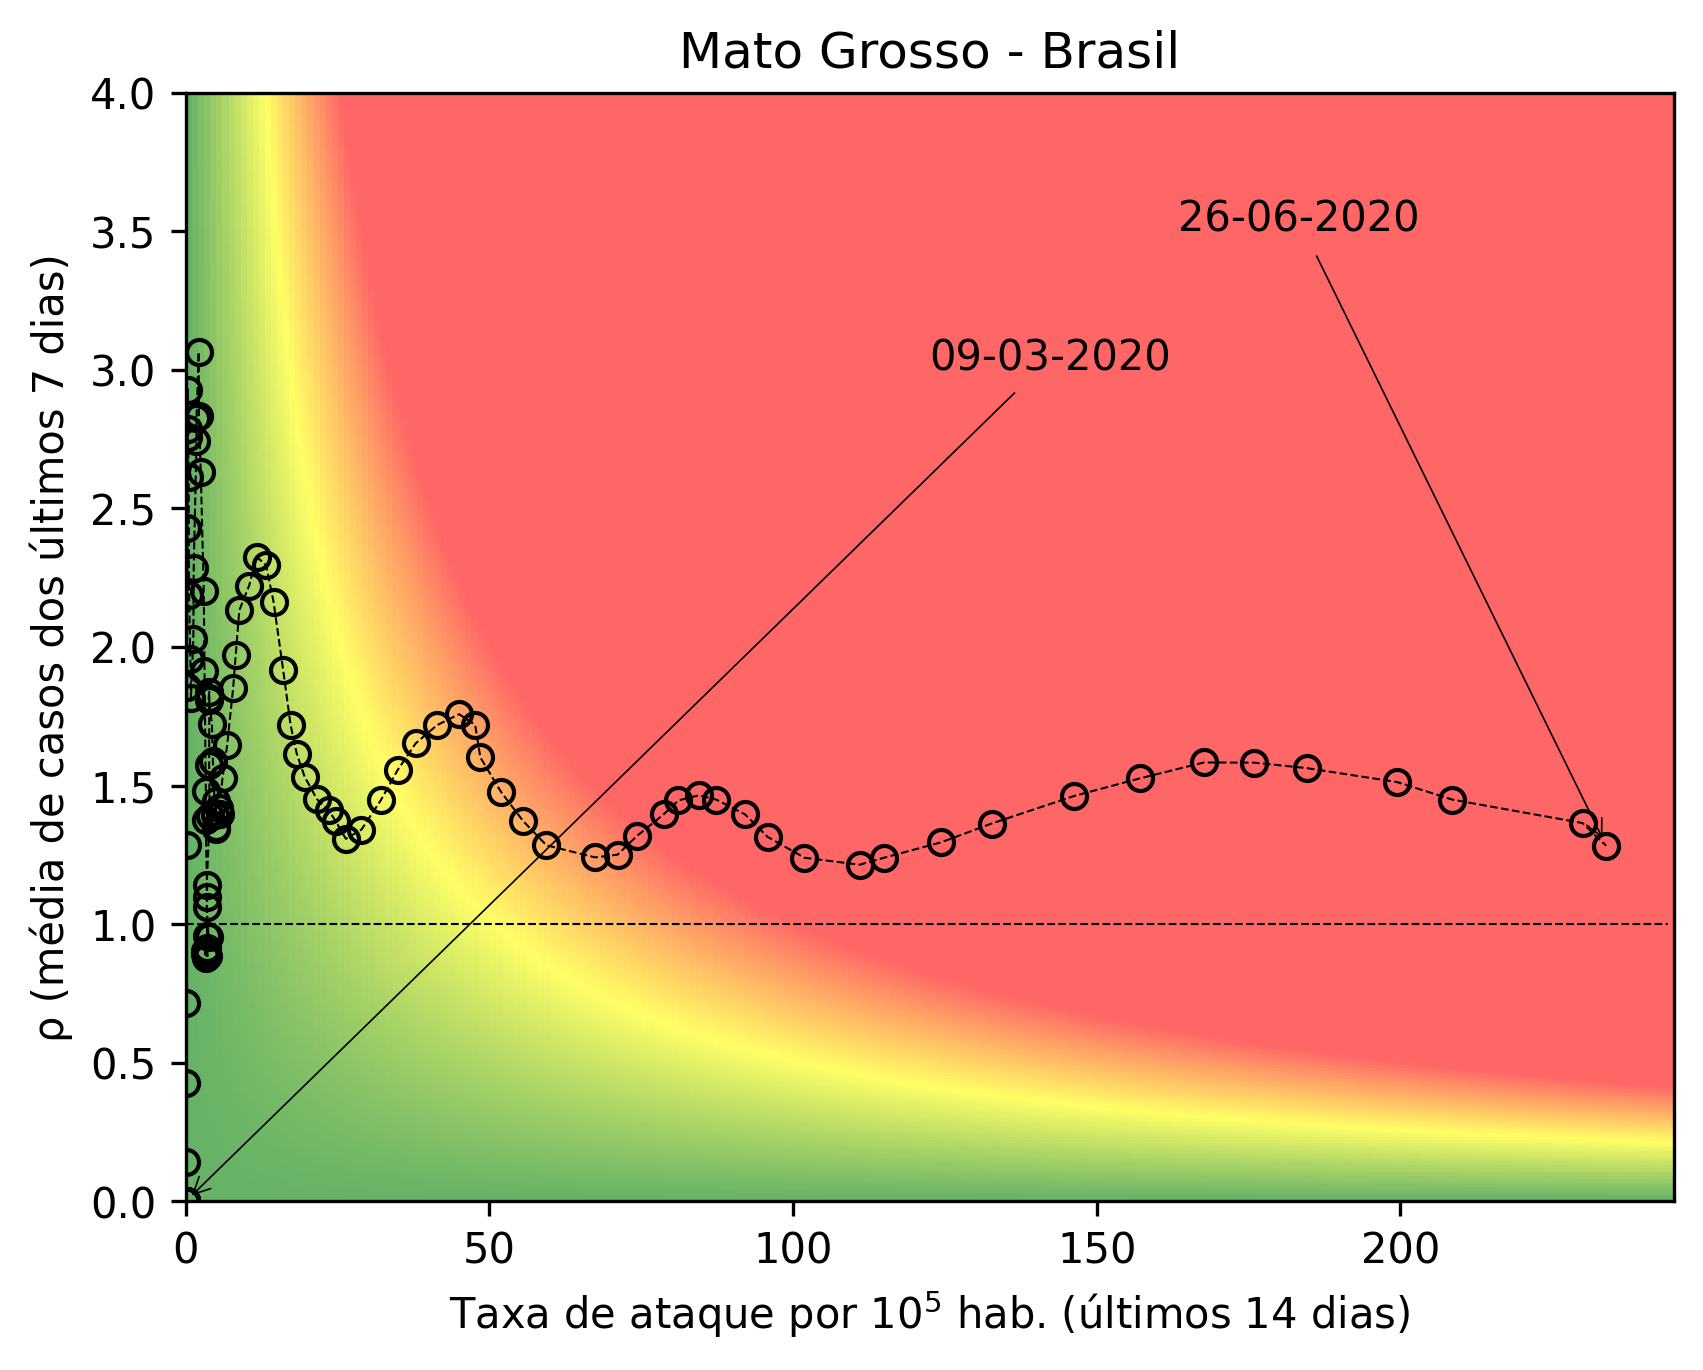 Mato Grosso - Brasil
4.0
3.5
3.0
2.5
2.0
1.5
1.0
0.5
0.0
ρ (média de casos dos últimos 7 dias)
26-06-2020
09-03-2020
0 50 100 150 200
Taxa de ataque por 10⁵ hab. (últimos 14 dias)